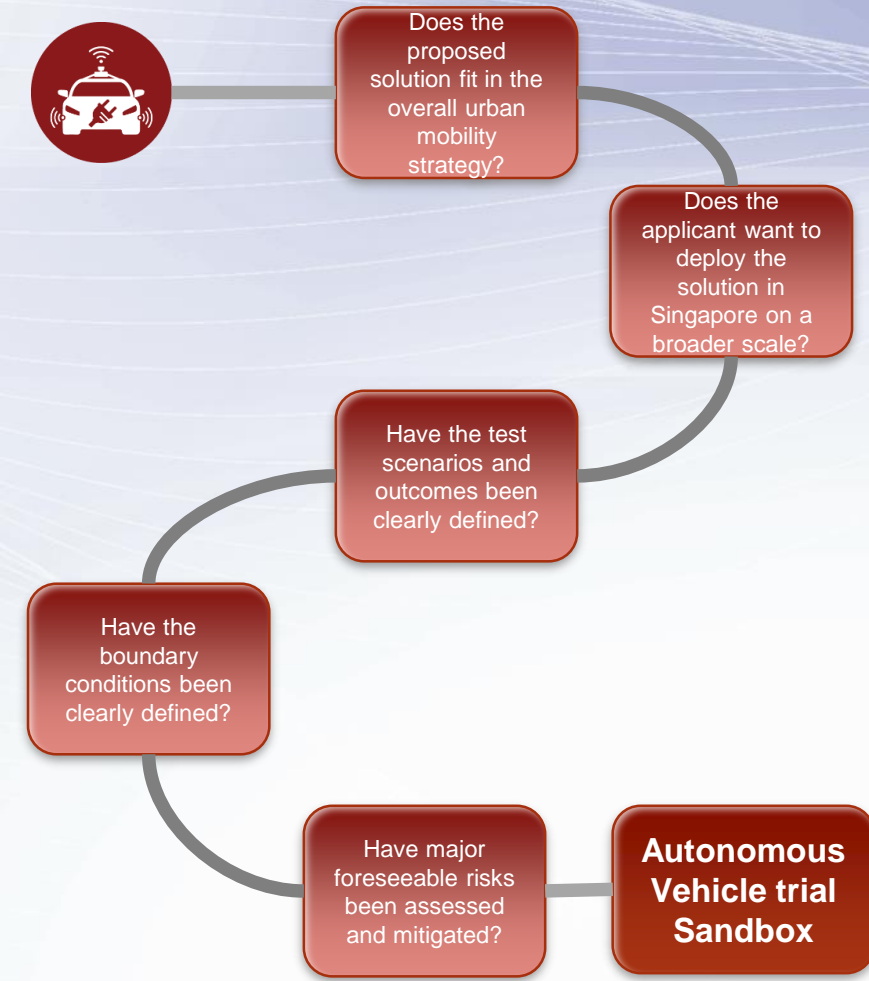 Does the
proposed
solution fit in the
overall urban
mobility
strategy?
Does the
applicant want to
deploy the
solution in
Singapore on a
broader scale?
Have the test
scenarios and
outcomes been
clearly defined?
Have the
boundary
conditions been
clearly defined?
Have major
foreseeable risks
been assessed
and mitigated?
Autonomous
Vehicle trial
Sandbox